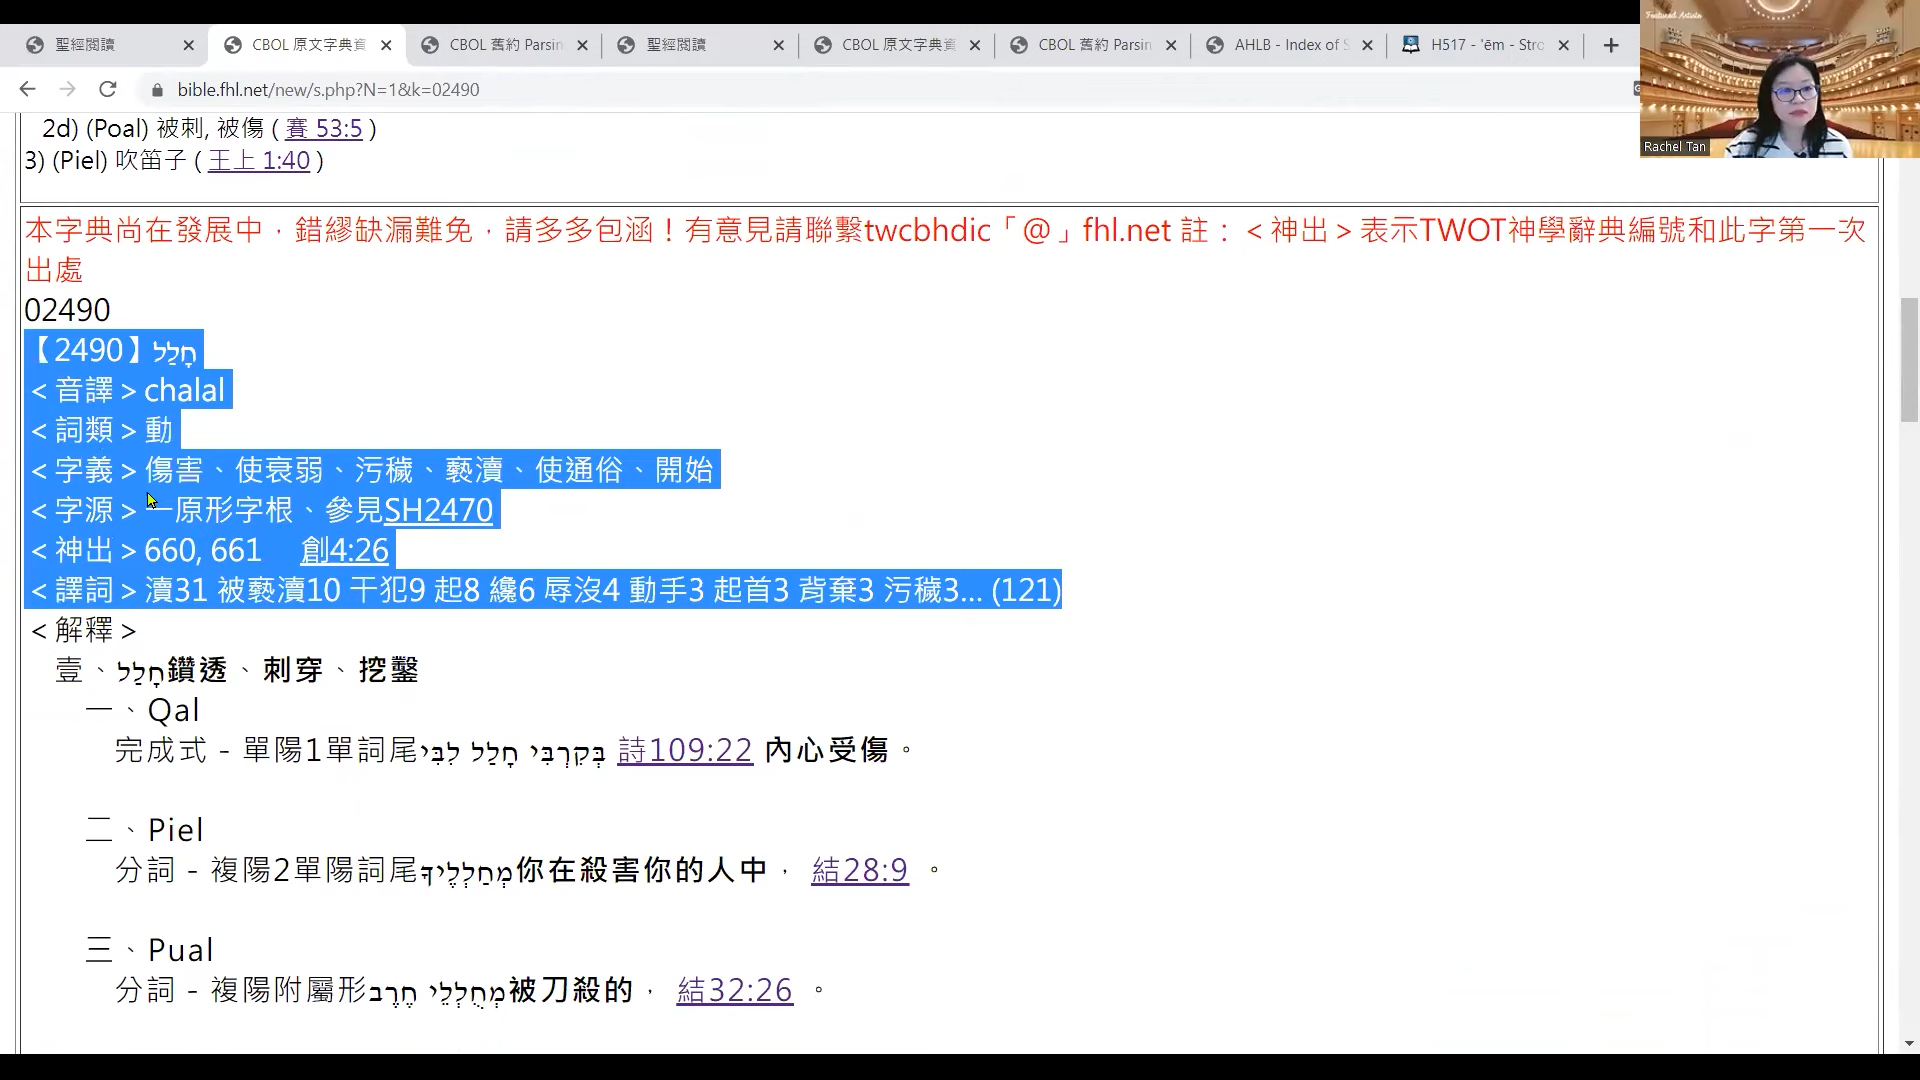 聖經閱讀
CBOL 原文字典資
CBOL 舊約 Parsin
聖經閱讀
CBOL 原文字典資
CBOL 舊約 Parsin
AHLB - Index of S
H517 - 'ēm - Stro
bible.fhl.net/new/s.php?N=1&k=02490
Featured Artists
Rachel Tan
2d) (Poal) 被刺, 被傷 ( 賽 53:5 )
3) (Piel) 吹笛子 ( 王上 1:40 )
本字典尚在發展中，錯繆缺漏難免，請多多包涵！有意見請聯繫twcbhdic「@」fhl.net 註：＜神出＞表示TWOT神學辭典編號和此字第一次
出處
02490
【2490】חָלַל
＜音譯＞chalal
＜詞類＞動
＜字義＞傷害、使衰弱、污穢、褻瀆、使通俗、開始
＜字源＞一原形字根、參見SH2470
＜神出＞660, 661 創4:26
＜譯詞＞瀆31 被褻瀆10 干犯9 起8 纔6 辱沒4 動手3 起首3 背棄3 污穢3... (121)
＜解釋＞
壹、חָלַל鑽透、刺穿、挖鑿
一、Qal
完成式－單陽1單詞尾בְּקִרְבִּי חָלַל לִבִּי 詩109:22 內心受傷。
二、Piel
分詞－複陽2單陽詞尾מְחַלְלֶיךָ你在殺害你的人中，結28:9 。
三、Pual
分詞－複陽附屬形מְחֻלְלֵי חֶרֶב被刀殺的，結32:26 。